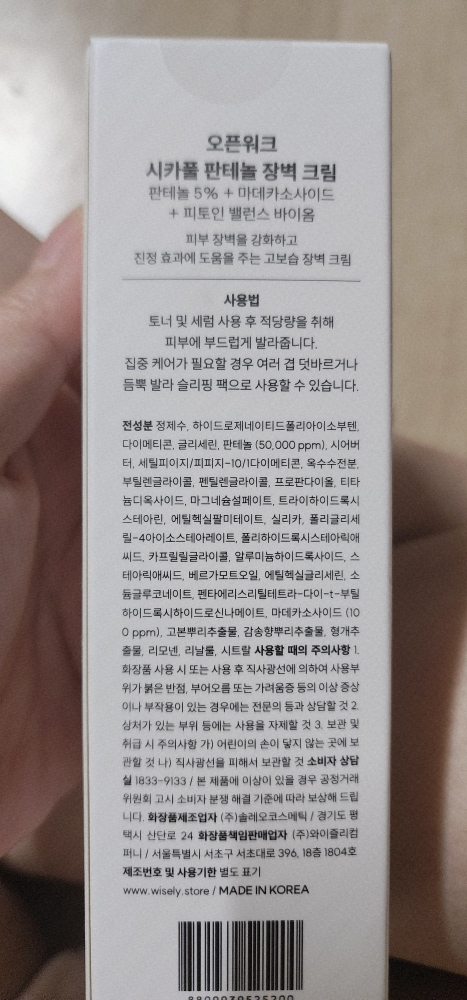 오픈워크
시카풀 판테놀 장벽 크림
판테놀 5% + 마데카소사이드
+ 피토인 밸런스 바이옴
피부 장벽을 강화하고
진정 효과에 도움을 주는 고보습 장벽 크림
사용법
토너 및 세럼 사용 후 적당량을 취해
피부에 부드럽게 발라줍니다.
집중 케어가 필요할 경우 여러 겹 덧바르거나
듬뿍 발라 슬리핑 팩으로 사용할 수 있습니다.
전성분 정제수, 하이드로제네이티드폴리아이소부텐,
다이메티콘, 글리세린, 판테놀 (50,000 ppm), 시어버
터, 세틸피이지/피피지-10/1다이메티콘, 옥수수전분,
부틸렌글라이콜, 펜틸렌글라이콜, 프로판다이올, 티타
늄디옥사이드, 마그네슘설페이트, 트라이하이드록시
스테아린, 에틸헥실팔미테이트, 실리카, 폴리글리세
릴-4아이소스테아레이트, 폴리하이드록시스테아릭애
씨드, 카프릴릴글라이콜, 알루미늄하이드록사이드, 스
테아릭애씨드, 베르가모트오일, 에틸헥실글리세린, 소
듐글루코네이트, 펜타에리스리틸테트라-다이-t-부틸
하이드록시하이드로신나메이트, 마데카소사이드 (10
0 ppm), 고본뿌리추출물, 감송향뿌리추출물, 형개추
출물, 리모넨, 리날룰, 시트랄 사용할 때의 주의사항 1.
화장품 사용 시 또는 사용 후 직사광선에 의하여 사용부
위가 붉은 반점, 부어오름 또는 가려움증 등의 이상 증상
이나 부작용이 있는 경우에는 전문의 등과 상담할 것 2.
상처가 있는 부위 등에는 사용을 자제할 것 3. 보관 및
취급 시 주의사항 가) 어린이의 손이 닿지 않는 곳에 보
관할 것 나) 직사광선을 피해서 보관할 것 소비자 상담
실 1833-9133 / 본 제품에 이상이 있을 경우 공정거래
위원회 고시 소비자 분쟁 해결 기준에 따라 보상해 드립
니다. 화장품제조업자 (주)솔레오코스메틱 / 경기도 평
택시 산단로 24 화장품책임판매업자 (주)와이즐리컴
퍼니 / 서울특별시 서초구 서초대로 396, 18층 1804호
제조번호 및 사용기한 별도 표기
www.wisely.store / MADE IN KOREA